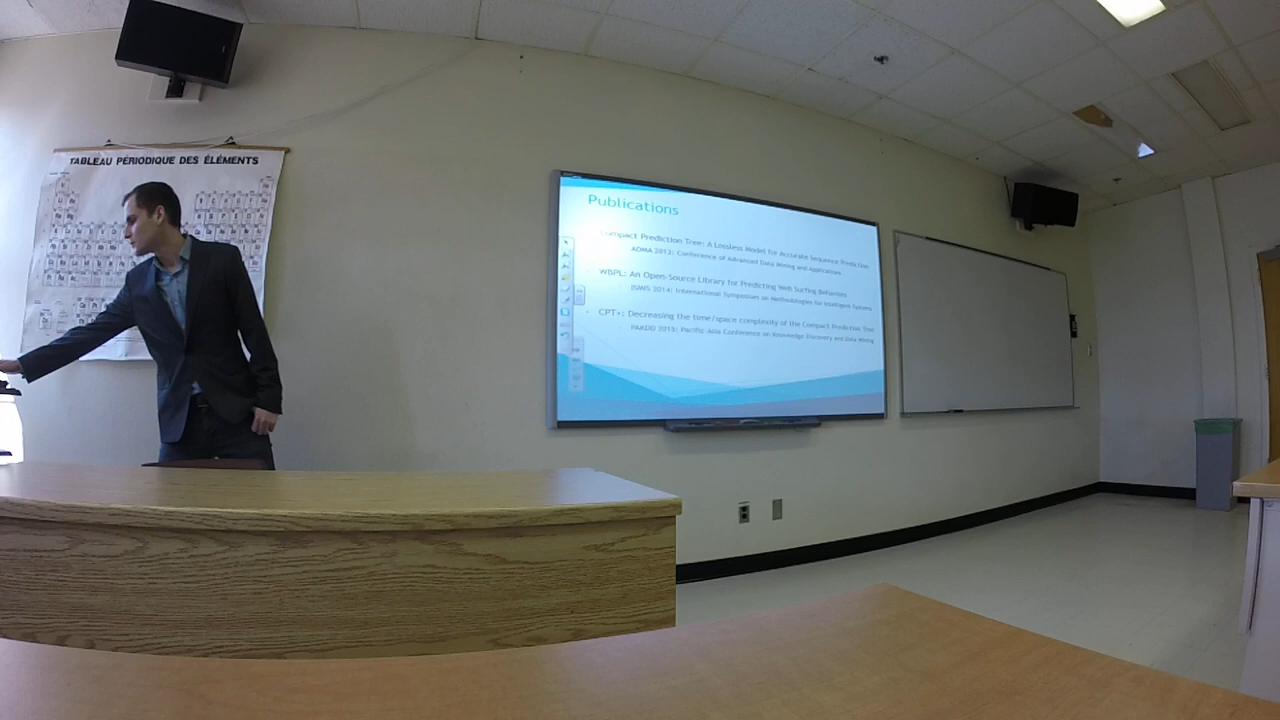 TABLEAU PÉRIODIQUE DES ÉLÉMENTS
Publications
Compact Prediction Tree: A Lossless Model for Accurate Sequence Prediction
ADMA 2013: Conference of Advanced Data Mining and Applications
WBPL: An Open-Source Library for Predicting Web Surfing Behaviors
ISMIS 2014: International Symposium on Methodologies for Intelligent Systems
CPT+: Decreasing the time/space complexity of the Compact Prediction Tree
PAKDD 2015: Pacific-Asia Conference on Knowledge Discovery and Data Mining